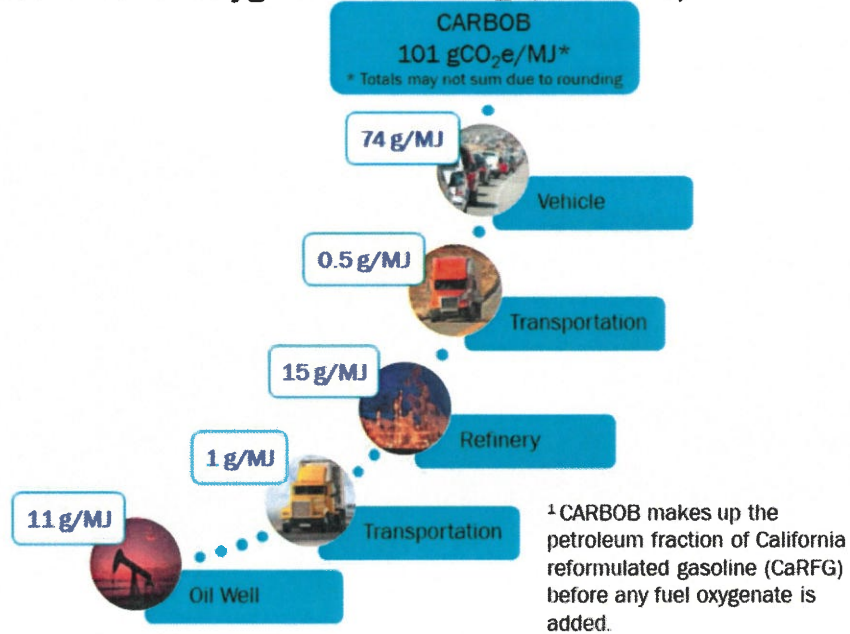 CARBOB
101 gCO₂e/MJ*
* Totals may not sum due to rounding
74 g/MJ
Vehicle
0.5 g/MJ
Transportation
15 g/MJ
Refinery
1 g/MJ
Transportation
11 g/MJ
Oil Well
¹ CARBOB makes up the
petroleum fraction of California
reformulated gasoline (CaRFG)
before any fuel oxygenate is
added.